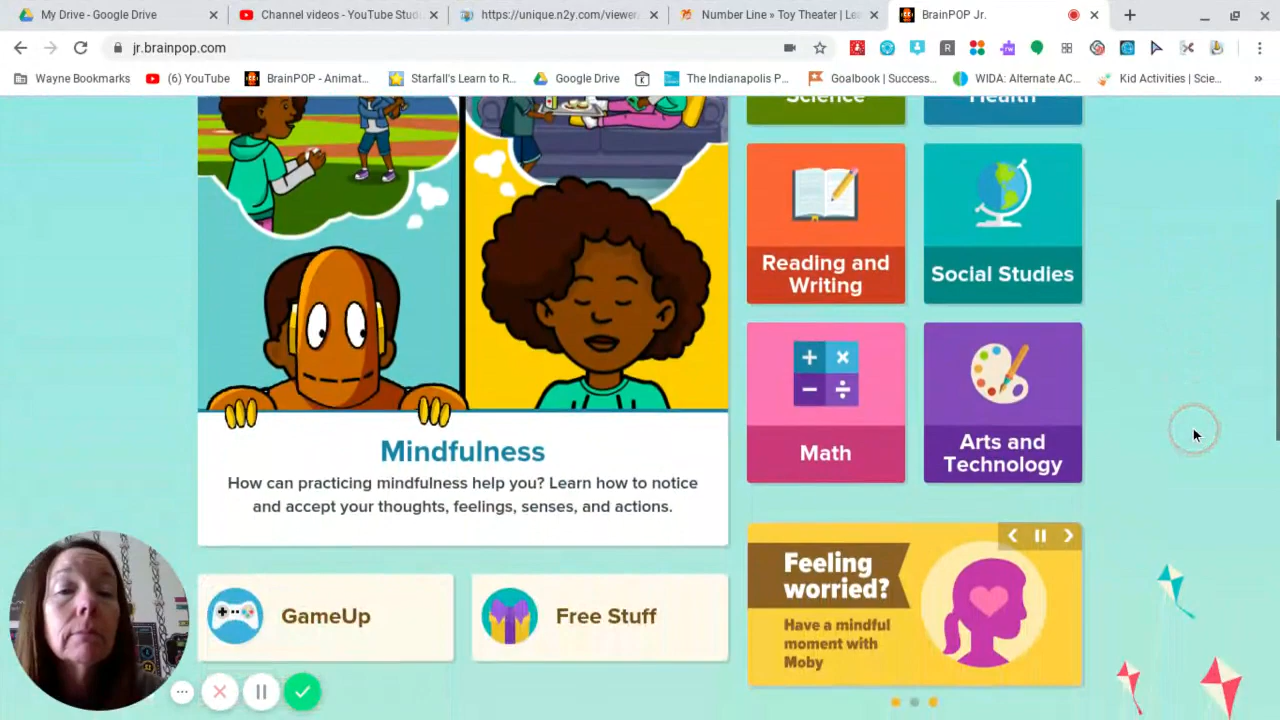 My Drive - Google Drive
Channel videos - YouTube Stud
https://unique.n2y.com/viewer
Number Line » Toy Theater | Le
BrainPOP Jr.
jr.brainpop.com
Wayne Bookmarks
(6) YouTube
BrainPOP - Animat...
Starfall's Learn to R...
Google Drive
The Indianapolis P...
Goalbook | Success...
WIDA: Alternate AC...
Kid Activities | Scie...
»
Science
Health
Reading and
Writing
Social Studies
Math
Arts and
Technology
Mindfulness
How can practicing mindfulness help you? Learn how to notice
and accept your thoughts, feelings, senses, and actions.
GameUp
Free Stuff
Feeling
worried?
Have a mindful
moment with
Moby